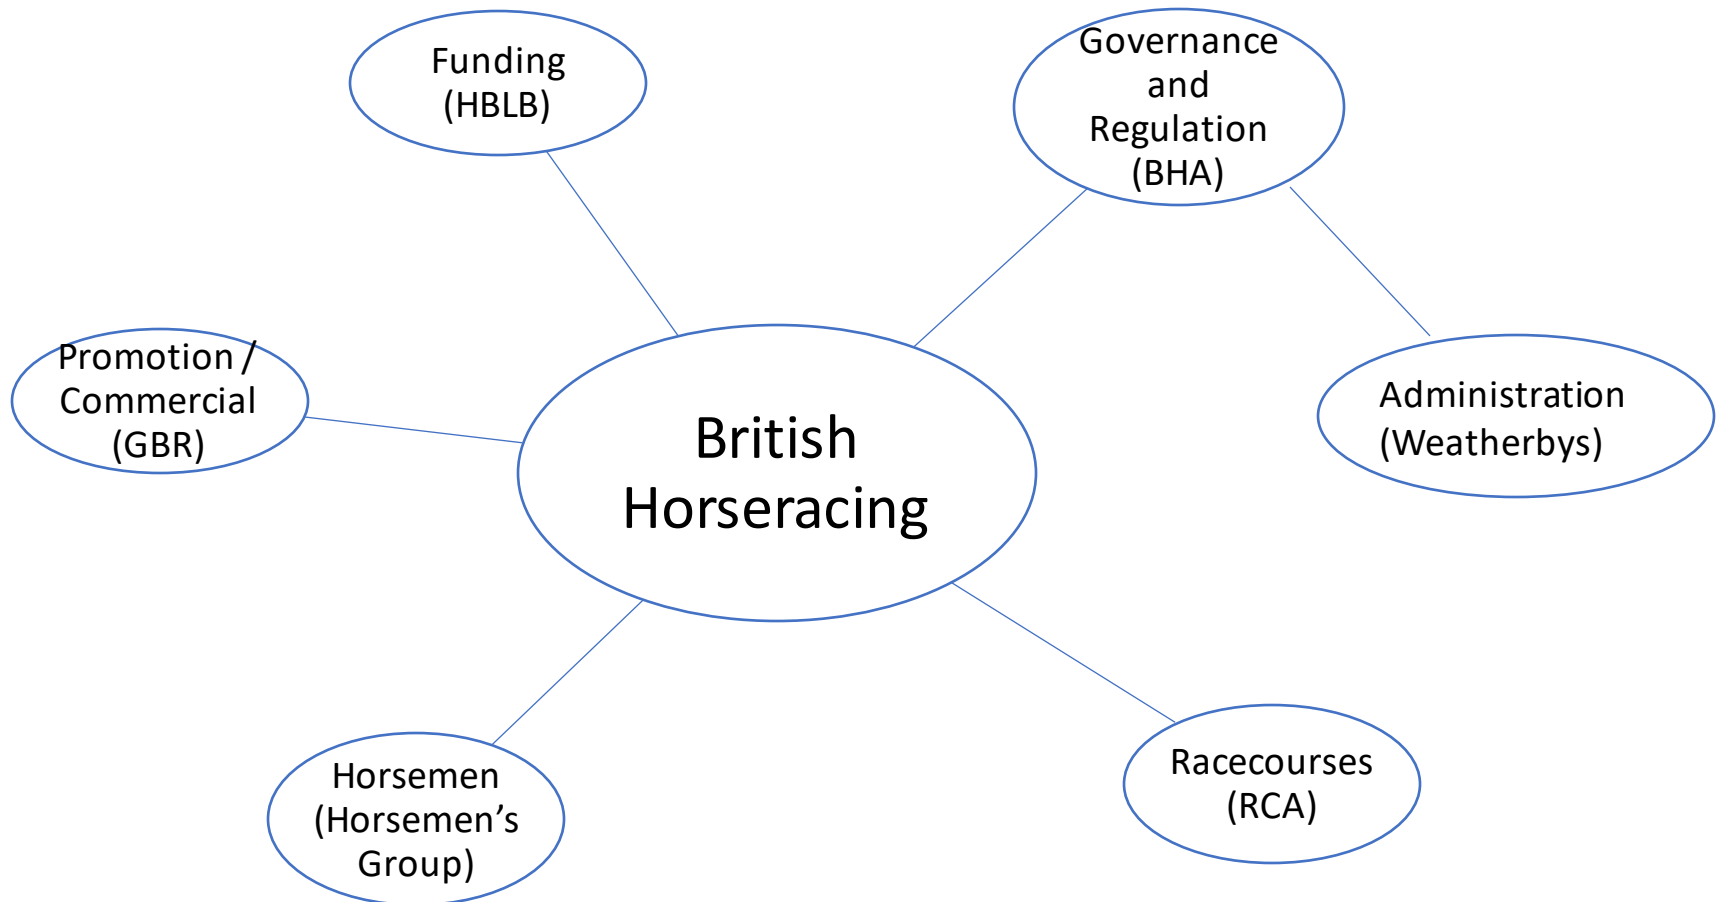 Funding
(HBLB)
Governance
and
Regulation
(BHA)
Promotion /
Commercial
(GBR)
Administration
(Weatherbys)
British
Horseracing
Horsemen
(Horsemen’s
Group)
Racecourses
(RCA)